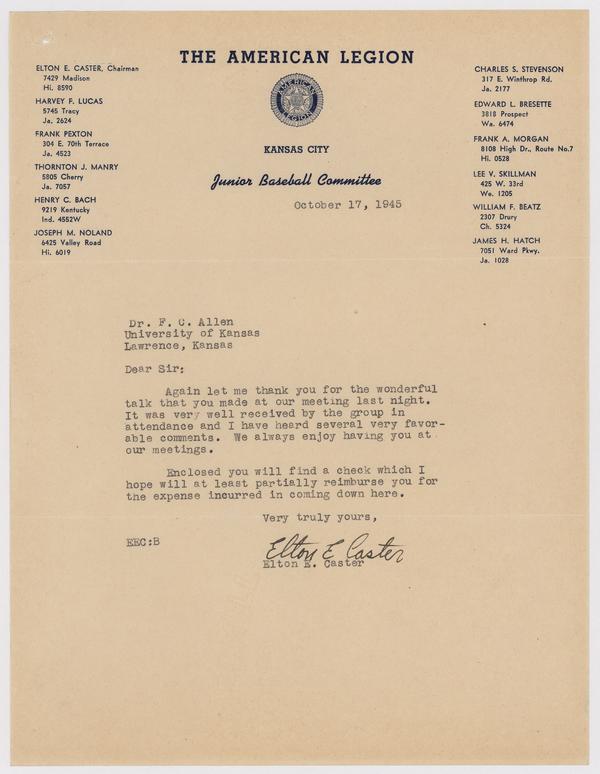 THE AMERICAN LEGION
AMERICAN
LEGION
KANSAS CITY
Junior Baseball Committee
ELTON E. CASTER, Chairman
7429 Madison
Hi. 8590
HARVEY F. LUCAS
5745 Tracy
Ja. 2624
FRANK PEXTON
304 E. 70th Terrace
Ja. 4523
THORNTON J. MANRY
5805 Cherry
Ja. 7057
HENRY C. BACH
9219 Kentucky
Ind. 4552W
JOSEPH M. NOLAND
6425 Valley Road
Hi. 6019
CHARLES S. STEVENSON
317 E. Winthrop Rd.
Ja. 2177
EDWARD L. BRESETTE
3818 Prospect
Wa. 6474
FRANK A. MORGAN
8108 High Dr., Route No.7
Hi. 0528
LEE V. SKILLMAN
425 W. 33rd
We. 1205
WILLIAM F. BEATZ
2307 Drury
Ch. 5324
JAMES H. HATCH
7051 Ward Pkwy.
Ja. 1028
October 17, 1945
Dr. F. C. Allen
University of Kansas
Lawrence, Kansas
Dear Sir:
Again let me thank you for the wonderful
talk that you made at our meeting last night.
It was very well received by the group in
attendance and I have heard several very favor-
able comments. We always enjoy having you at
our meetings.
Enclosed you will find a check which I
hope will at least partially reimburse you for
the expense incurred in coming down here.
Very truly yours,
EEC:B
Elton E Caster
Elton E. Caster